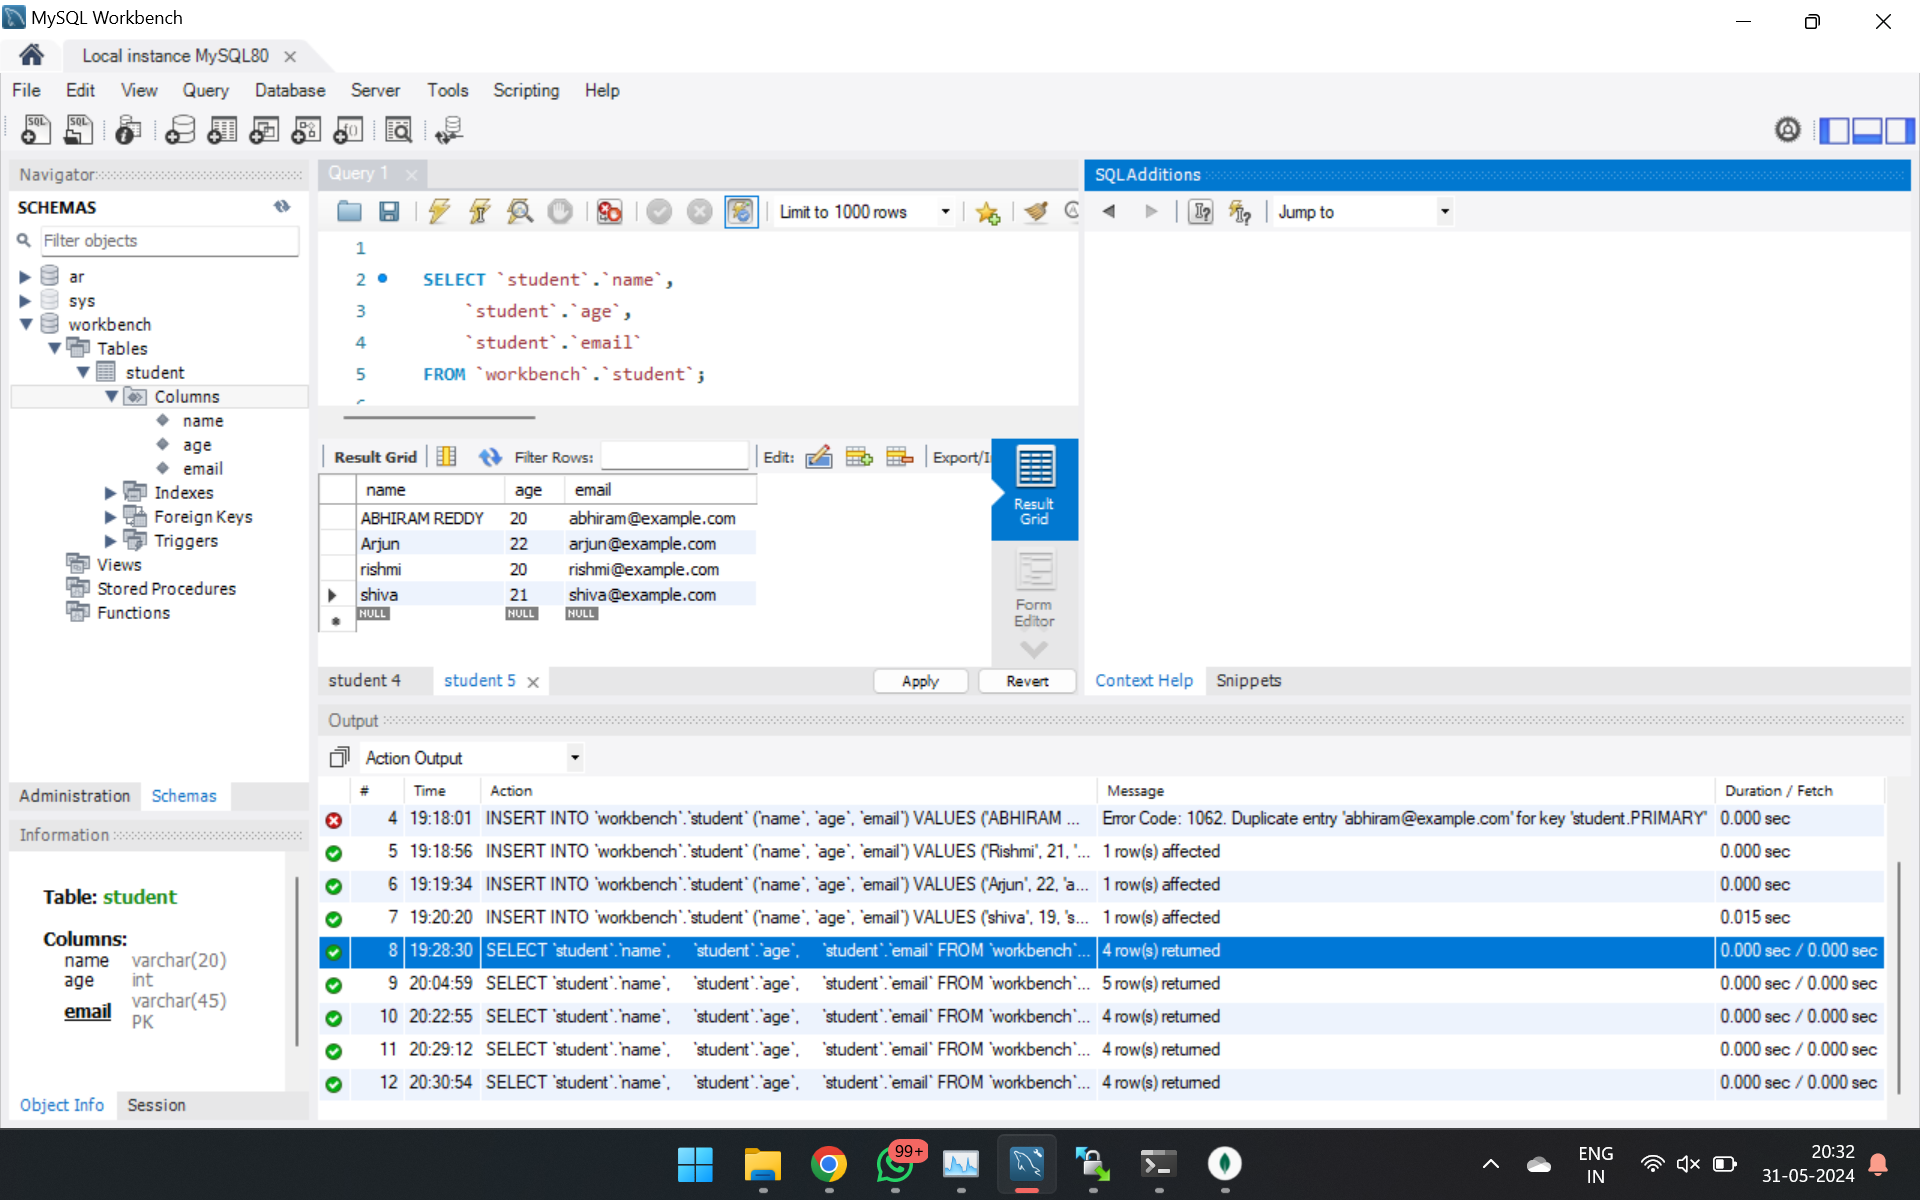 MySQL Workbench
Local instance MySQL80
File Edit View Query Database Server Tools Scripting Help
Navigator
SCHEMAS
Filter objects
ar
sys
workbench
Tables
student
Columns
name
age
email
Indexes
Foreign Keys
Triggers
Views
Stored Procedures
Functions
Administration Schemas
Information
Table: student
Columns:
name varchar(20)
age int
email varchar(45)
PK
Object Info Session
Query 1
Limit to 1000 rows
1
2 SELECT `student`.`name`,
3 `student`.`age`,
4 `student`.`email`
5 FROM `workbench`.`student`;
Result Grid Filter Rows: Edit: Export/I
name age email
ABHIRAM REDDY 20 abhiram@example.com
Arjun 22 arjun@example.com
rishmi 20 rishmi@example.com
shiva 21 shiva@example.com
NULL NULL NULL
Result
Grid
Form
Editor
student 4 student 5 Apply Revert
SQLAdditions
Jump to
Context Help Snippets
Output
Action Output
# Time Action Message Duration / Fetch
4 19:18:01 INSERT INTO `workbench`.`student` (`name`, `age`, `email`) VALUES ('ABHIRAM ... Error Code: 1062. Duplicate entry 'abhiram@example.com' for key 'student.PRIMARY' 0.000 sec
5 19:18:56 INSERT INTO `workbench`.`student` (`name`, `age`, `email`) VALUES ('Rishmi', 21, '... 1 row(s) affected 0.000 sec
6 19:19:34 INSERT INTO `workbench`.`student` (`name`, `age`, `email`) VALUES ('Arjun', 22, 'a... 1 row(s) affected 0.000 sec
7 19:20:20 INSERT INTO `workbench`.`student` (`name`, `age`, `email`) VALUES ('shiva', 19, 's... 1 row(s) affected 0.015 sec
8 19:28:30 SELECT `student`.`name`, `student`.`age`, `student`.`email` FROM `workbench`... 4 row(s) returned 0.000 sec / 0.000 sec
9 20:04:59 SELECT `student`.`name`, `student`.`age`, `student`.`email` FROM `workbench`... 5 row(s) returned 0.000 sec / 0.000 sec
10 20:22:55 SELECT `student`.`name`, `student`.`age`, `student`.`email` FROM `workbench`... 4 row(s) returned 0.000 sec / 0.000 sec
11 20:29:12 SELECT `student`.`name`, `student`.`age`, `student`.`email` FROM `workbench`... 4 row(s) returned 0.000 sec / 0.000 sec
12 20:30:54 SELECT `student`.`name`, `student`.`age`, `student`.`email` FROM `workbench`... 4 row(s) returned 0.000 sec / 0.000 sec
99+
ENG
IN
20:32
31-05-2024